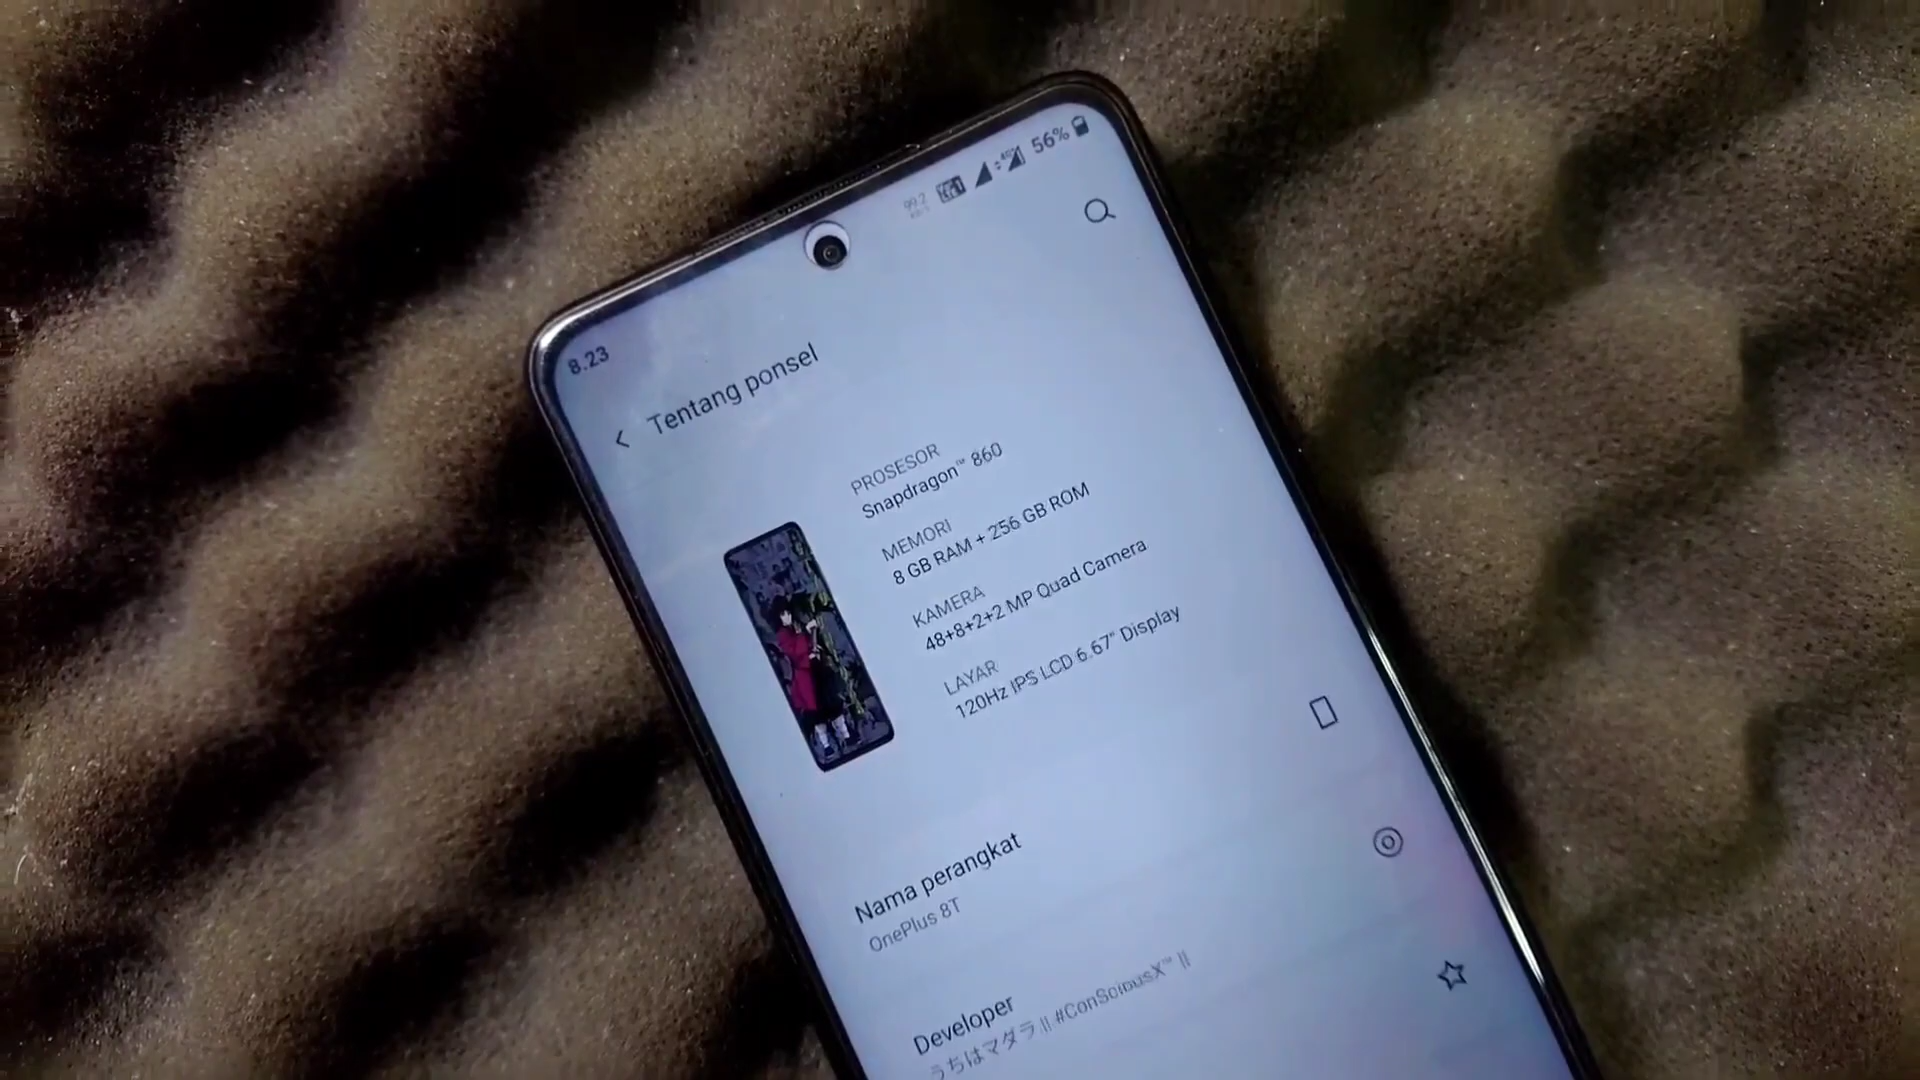 8.23
99.2
56%
Tentang ponsel
PROSESOR
Snapdragon™ 860
MEMORI
8 GB RAM + 256 GB ROM
KAMERA
48+8+2+2 MP Quad Camera
LAYAR
120Hz IPS LCD 6.67" Display
Nama perangkat
OnePlus 8T
Developer
うちはマダラ || #ConSciousX™ ||